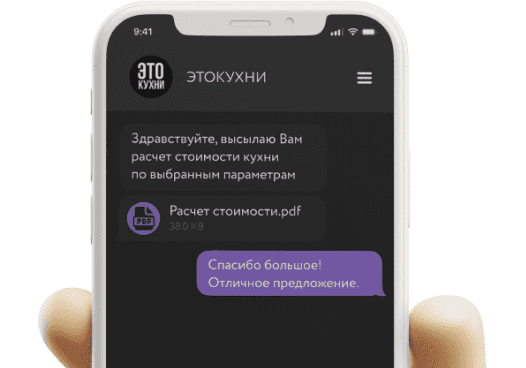 9:41
ЭТО
КУХНИ
ЭТОКУХНИ
Здравствуйте, высылаю Вам
расчет стоимости кухни
по выбранным параметрам
PDF
Расчет стоимости.pdf
38.0 KB
Спасибо большое!
Отличное предложение.